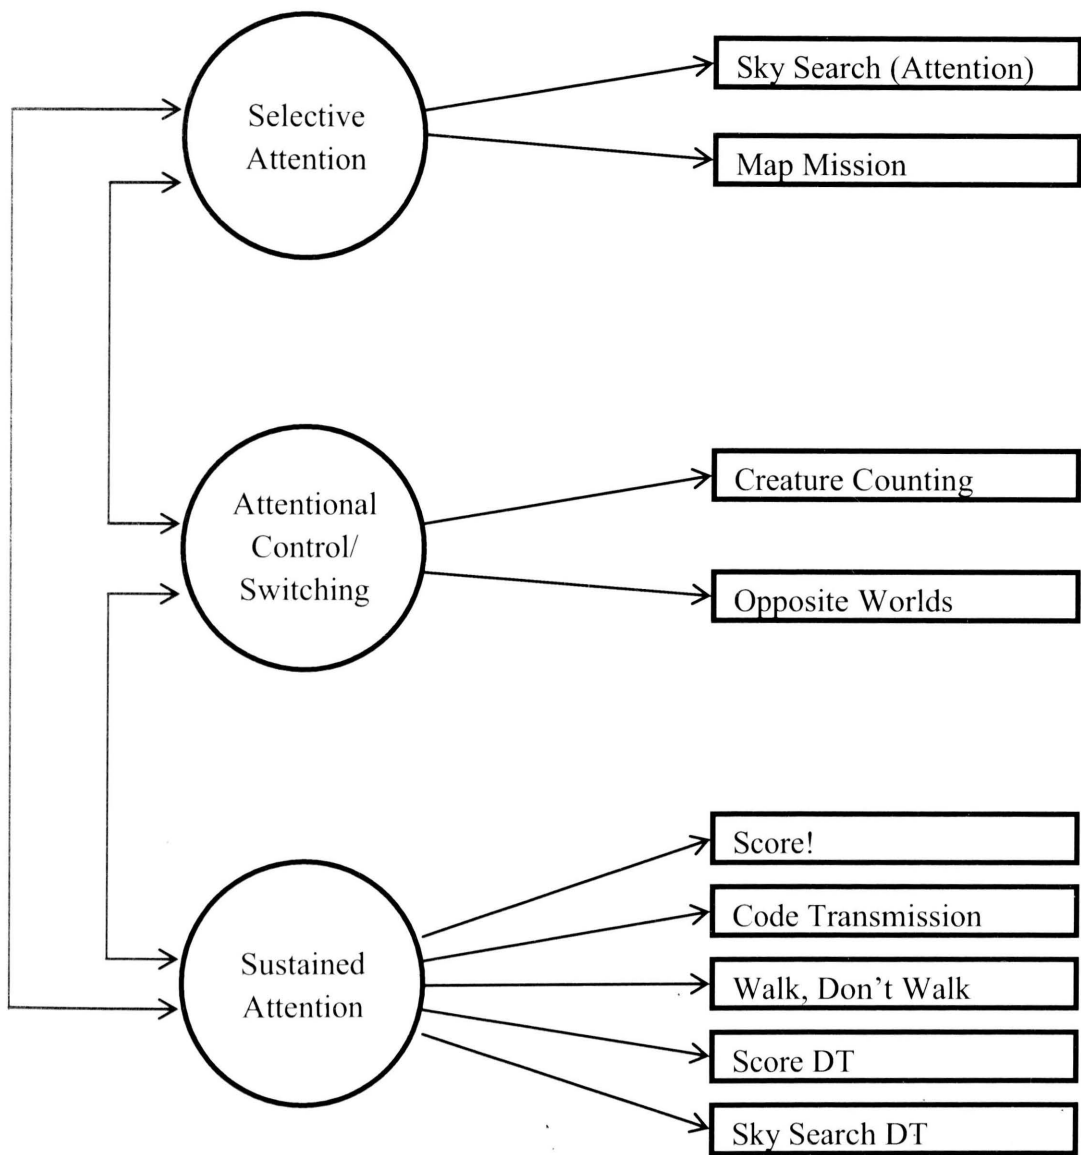 Selective
Attention
Sky Search (Attention)
Map Mission
Attentional
Control/
Switching
Creature Counting
Opposite Worlds
Sustained
Attention
Score!
Code Transmission
Walk, Don't Walk
Score DT
Sky Search DT